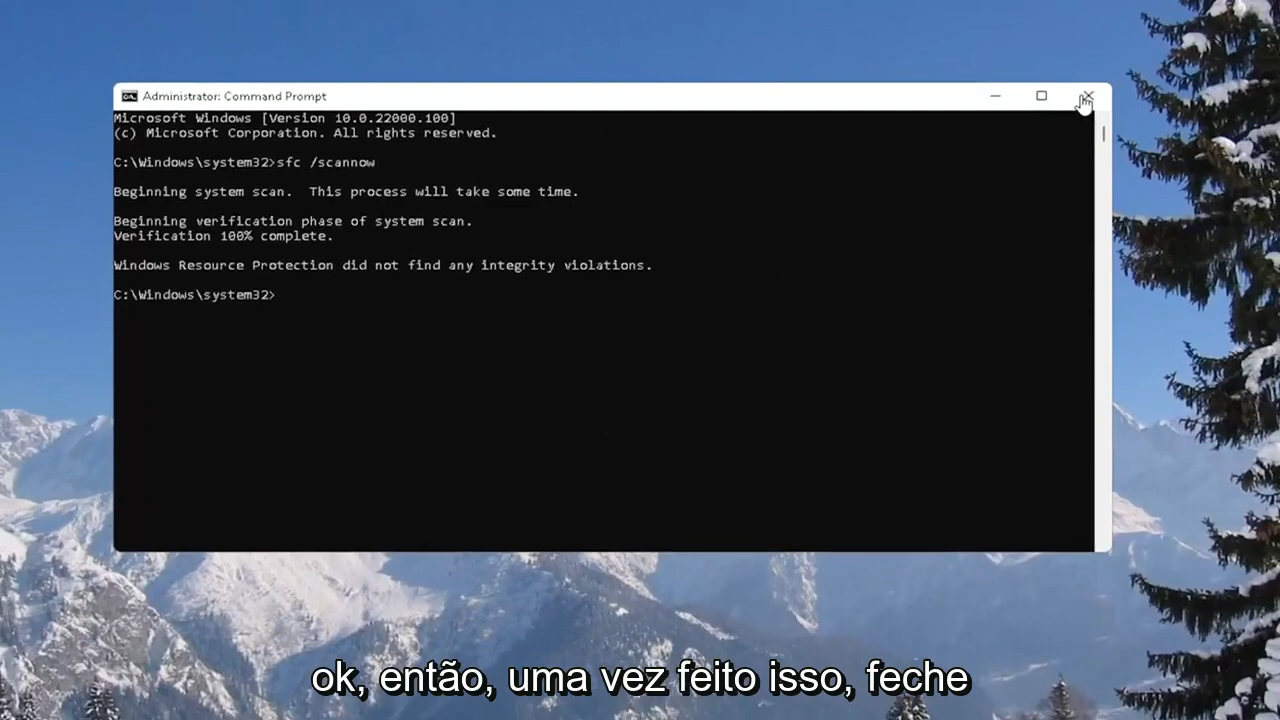 Administrator: Command Prompt
Microsoft Windows [Version 10.0.22000.100]
(c) Microsoft Corporation. All rights reserved.
C:\Windows\system32>sfc /scannow
Beginning system scan.  This process will take some time.
Beginning verification phase of system scan.
Verification 100% complete.
Windows Resource Protection did not find any integrity violations.
C:\Windows\system32>
ok, então, uma vez feito isso, feche